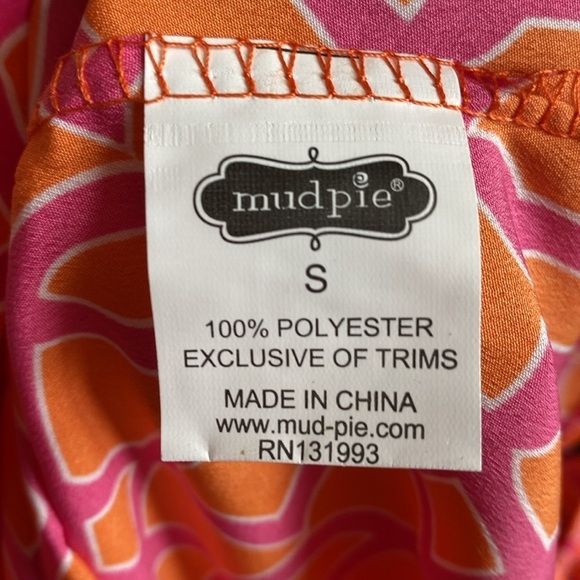 mudpie®
S
100% POLYESTER
EXCLUSIVE OF TRIMS
MADE IN CHINA
www.mud-pie.com
RN131993